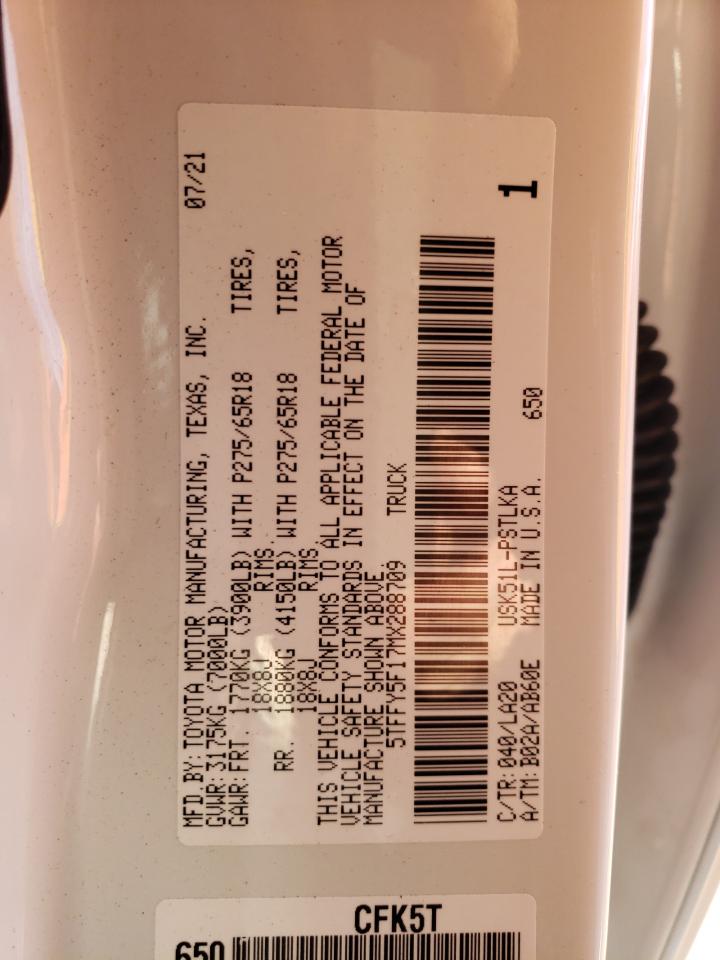 MFD.BY:TOYOTA MOTOR MANUFACTURING, TEXAS, INC. 07/21
GVWR:3175KG (7000LB)
GAWR:FRT. 1770KG (3900LB) WITH P275/65R18 TIRES,
18X8J RIMS.
RR. 1880KG (4150LB) WITH P275/65R18 TIRES,
18X8J RIMS
THIS VEHICLE CONFORMS TO ALL APPLICABLE FEDERAL MOTOR
VEHICLE SAFETY STANDARDS IN EFFECT ON THE DATE OF
MANUFACTURE SHOWN ABOVE.
5TFFY5F17MX288709 TRUCK
C/TR:040/LA20 USK51L-PSTLKA 1
A/TM:B02A/AB60E MADE IN U.S.A. 650
CFK5T
650